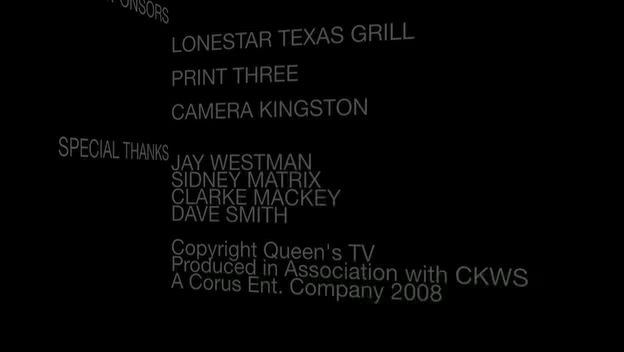 LONESTAR TEXAS GRILL
PRINT THREE
CAMERA KINGSTON
SPECIAL THANKS
JAY WESTMAN
SIDNEY MATRIX
CLARKE MACKEY
DAVE SMITH
Copyright Queen's TV
Produced in Association with CKWS
A Corus Ent. Company 2008